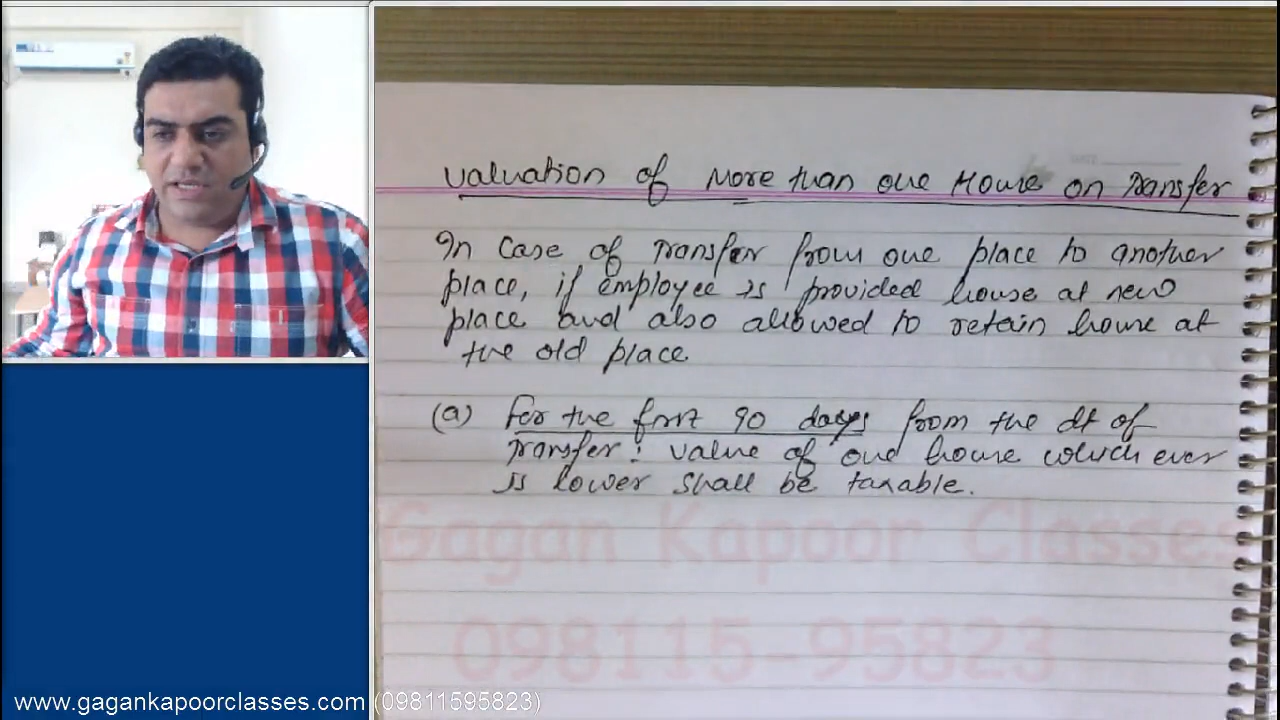 Valuation of More than one House on Transfer
In case of Transfer from one place to another
place, if employee is provided house at new
place and also allowed to retain house at
the old place
(a) For the first 90 days from the dt of
Transfer: value of one house which ever
is lower shall be taxable.
Gagan Kapoor Classes
098115-95823
www.gagankapoorclasses.com (09811595823)